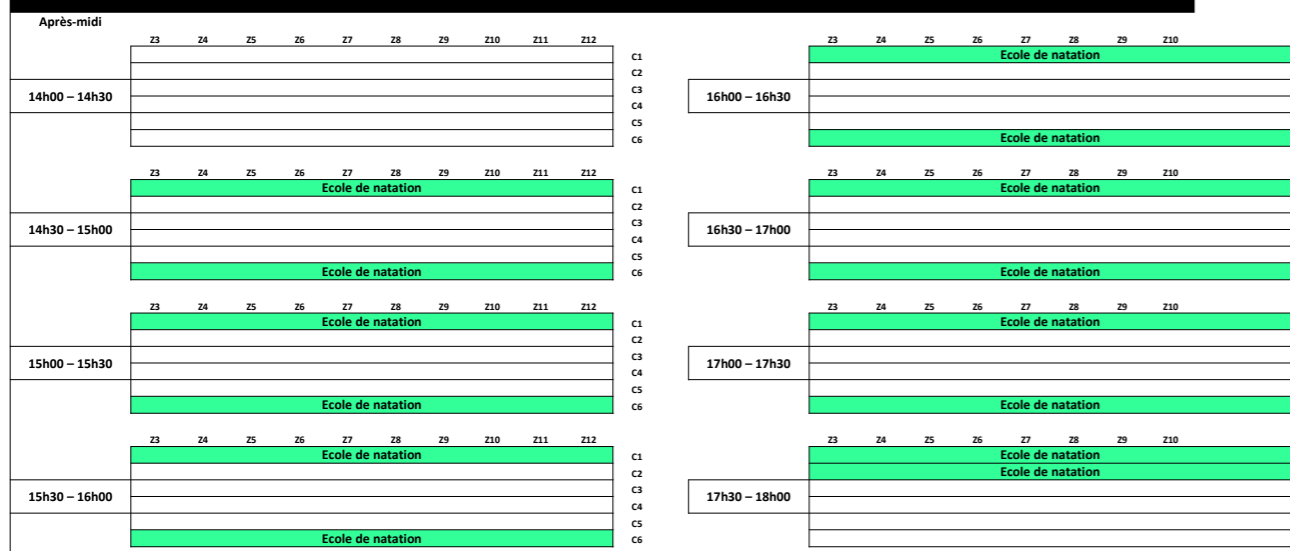 Après-midi
Z3 Z4 Z5 Z6 Z7 Z8 Z9 Z10 Z11 Z12
C1
C2
14h00 – 14h30 C3
C4
C5
C6
Z3 Z4 Z5 Z6 Z7 Z8 Z9 Z10 Z11 Z12
Ecole de natation C1
C2
14h30 – 15h00 C3
C4
C5
Ecole de natation C6
Z3 Z4 Z5 Z6 Z7 Z8 Z9 Z10 Z11 Z12
Ecole de natation C1
C2
15h00 – 15h30 C3
C4
C5
Ecole de natation C6
Z3 Z4 Z5 Z6 Z7 Z8 Z9 Z10 Z11 Z12
Ecole de natation C1
C2
15h30 – 16h00 C3
C4
C5
Ecole de natation C6
Z3 Z4 Z5 Z6 Z7 Z8 Z9 Z10
Ecole de natation
16h00 – 16h30
Ecole de natation
Z3 Z4 Z5 Z6 Z7 Z8 Z9 Z10
Ecole de natation
16h30 – 17h00
Ecole de natation
Z3 Z4 Z5 Z6 Z7 Z8 Z9 Z10
Ecole de natation
17h00 – 17h30
Ecole de natation
Z3 Z4 Z5 Z6 Z7 Z8 Z9 Z10
Ecole de natation
Ecole de natation
17h30 – 18h00